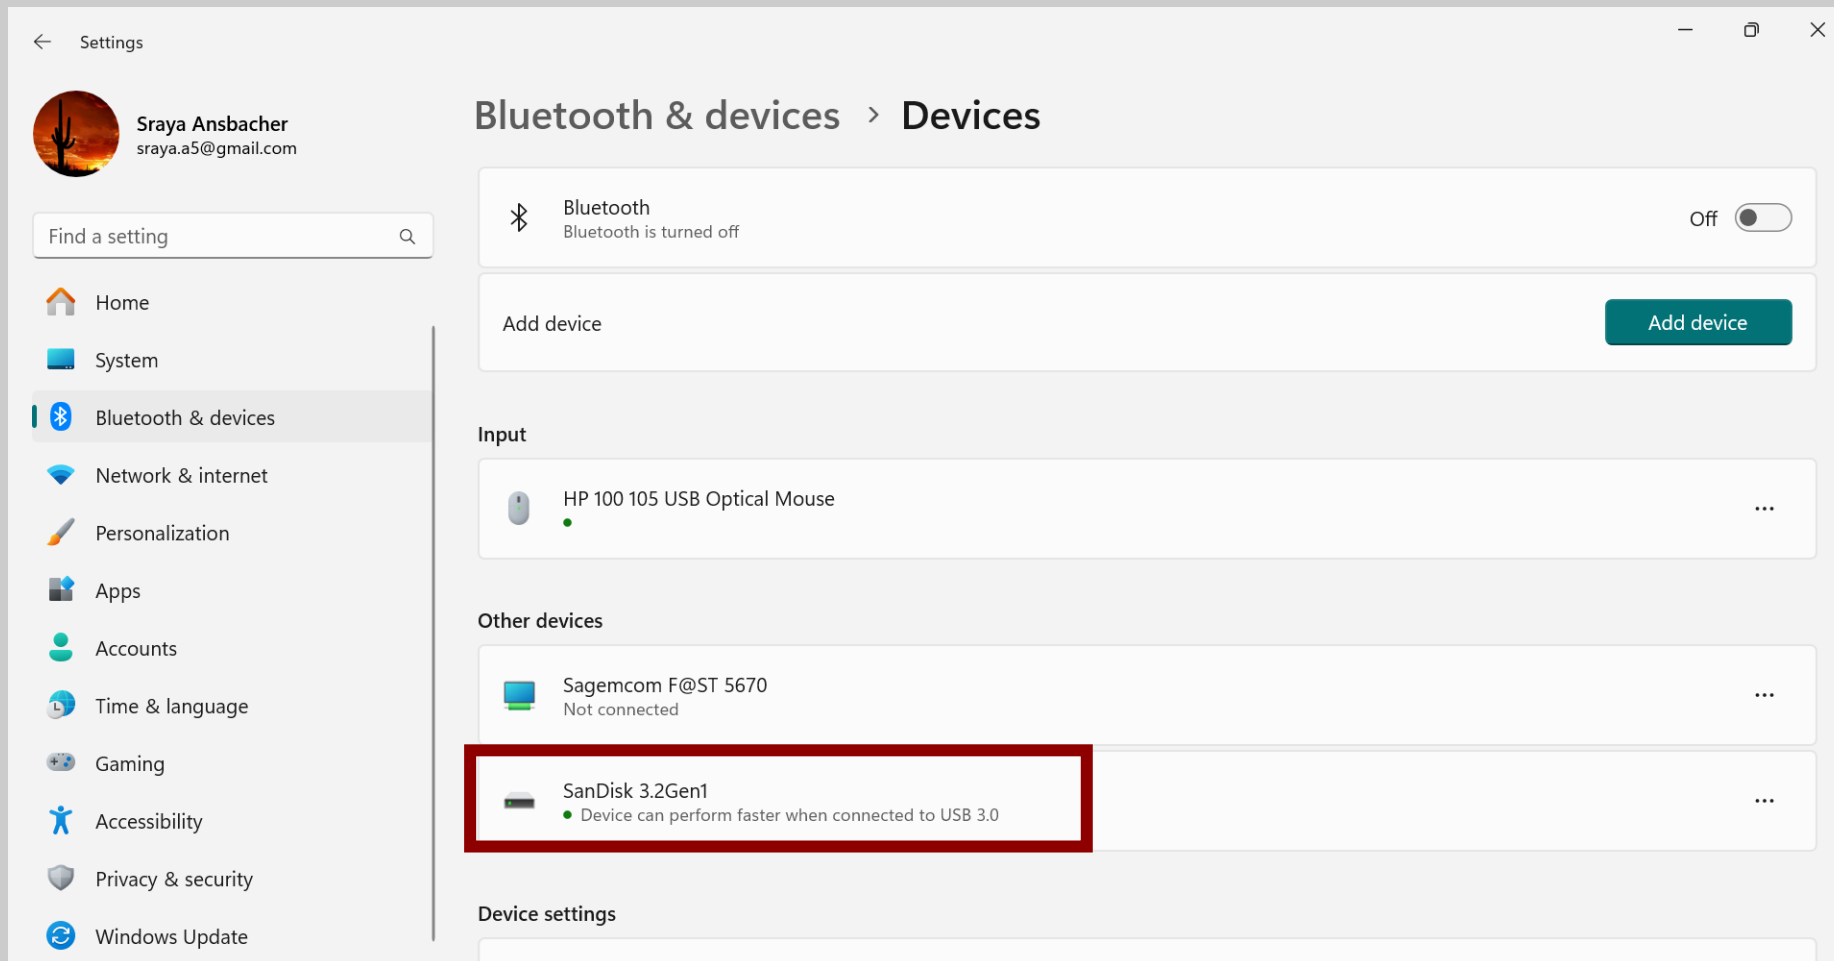 Settings
Sraya Ansbacher
sraya.a5@gmail.com
Find a setting
Home
System
Bluetooth & devices
Network & internet
Personalization
Apps
Accounts
Time & language
Gaming
Accessibility
Privacy & security
Windows Update
Bluetooth & devices > Devices
Bluetooth
Bluetooth is turned off
Off
Add device
Add device
Input
HP 100 105 USB Optical Mouse
Other devices
Sagemcom F@ST 5670
Not connected
SanDisk 3.2Gen1
Device can perform faster when connected to USB 3.0
Device settings